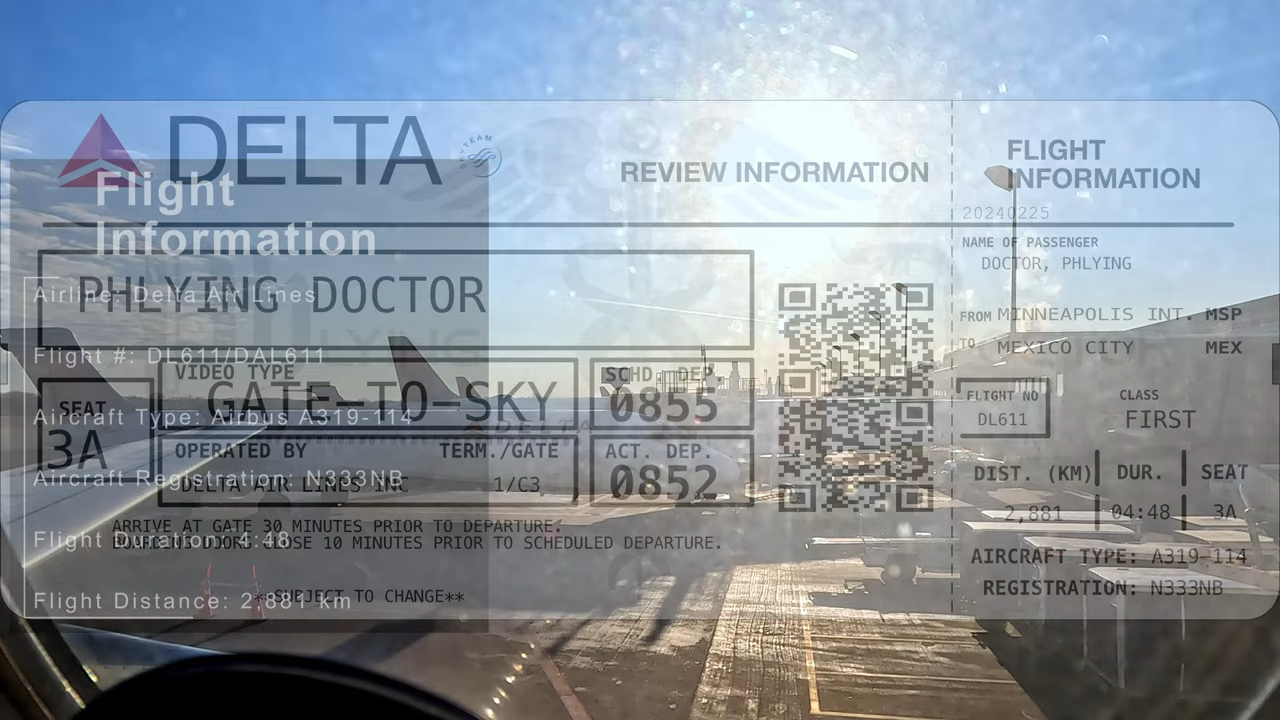 DELTA
SKYTEAM
REVIEW INFORMATION
FLIGHT
INFORMATION
Flight
Information
20240225
NAME OF PASSENGER
DOCTOR, PHLYING
PHLYING DOCTOR
Airline: Delta Air Lines
FROM MINNEAPOLIS INT. MSP
TO MEXICO CITY MEX
Flight #: DL611/DAL611
VIDEO TYPE
GATE-TO-SKY
SCHD. DEP.
0855
SEAT
3A
Aircraft Type: Airbus A319-114
FLIGHT NO
DL611
CLASS
FIRST
DELTA
OPERATED BY TERM./GATE
DELTA AIR LINES INC 1/C3
ACT. DEP.
0852
Aircraft Registration: N333NB
DIST. (KM) DUR. SEAT
2,881 04:48 3A
ARRIVE AT GATE 30 MINUTES PRIOR TO DEPARTURE.
BOARDING DOORS CLOSE 10 MINUTES PRIOR TO SCHEDULED DEPARTURE.
Flight Duration: 4:48
AIRCRAFT TYPE: A319-114
REGISTRATION: N333NB
Flight Distance: 2,881 km
**SUBJECT TO CHANGE**